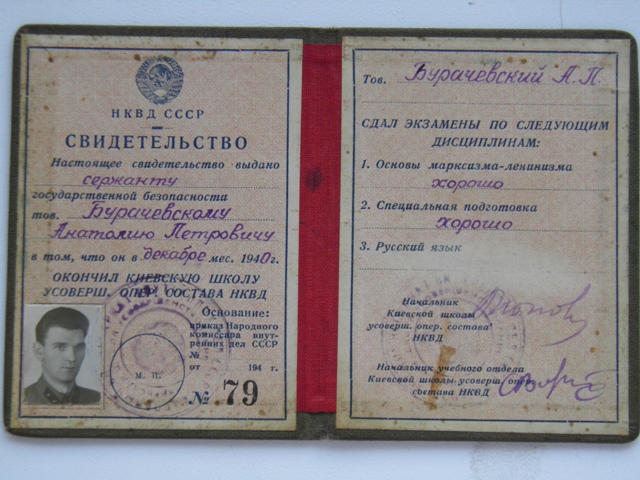 НКВД СССР
СВИДЕТЕЛЬСТВО
Настоящее свидетельство выдано
сержанту
государственной безопасности
тов. Бурачевскому
Анатолию Петровичу
в том, что он в декабре мес. 1940 г.
ОКОНЧИЛ КИЕВСКУЮ ШКОЛУ
УСОВЕРШ. ОПЕР. СОСТАВА НКВД
Основание:
приказ Народного
комиссара внут-
ренних дел СССР
№
от 194 г.
М. П.
№ 79
Тов. Бурачевский А.П.
СДАЛ ЭКЗАМЕНЫ ПО СЛЕДУЮЩИМ
ДИСЦИПЛИНАМ:
1. Основы марксизма-ленинизма
хорошо
2. Специальная подготовка
хорошо
3. Русский язык
Начальник
Киевской школы
усоверш. опер. состава
НКВД
Начальник учебного отдела
Киевской школы усоверш. опер.
состава НКВД